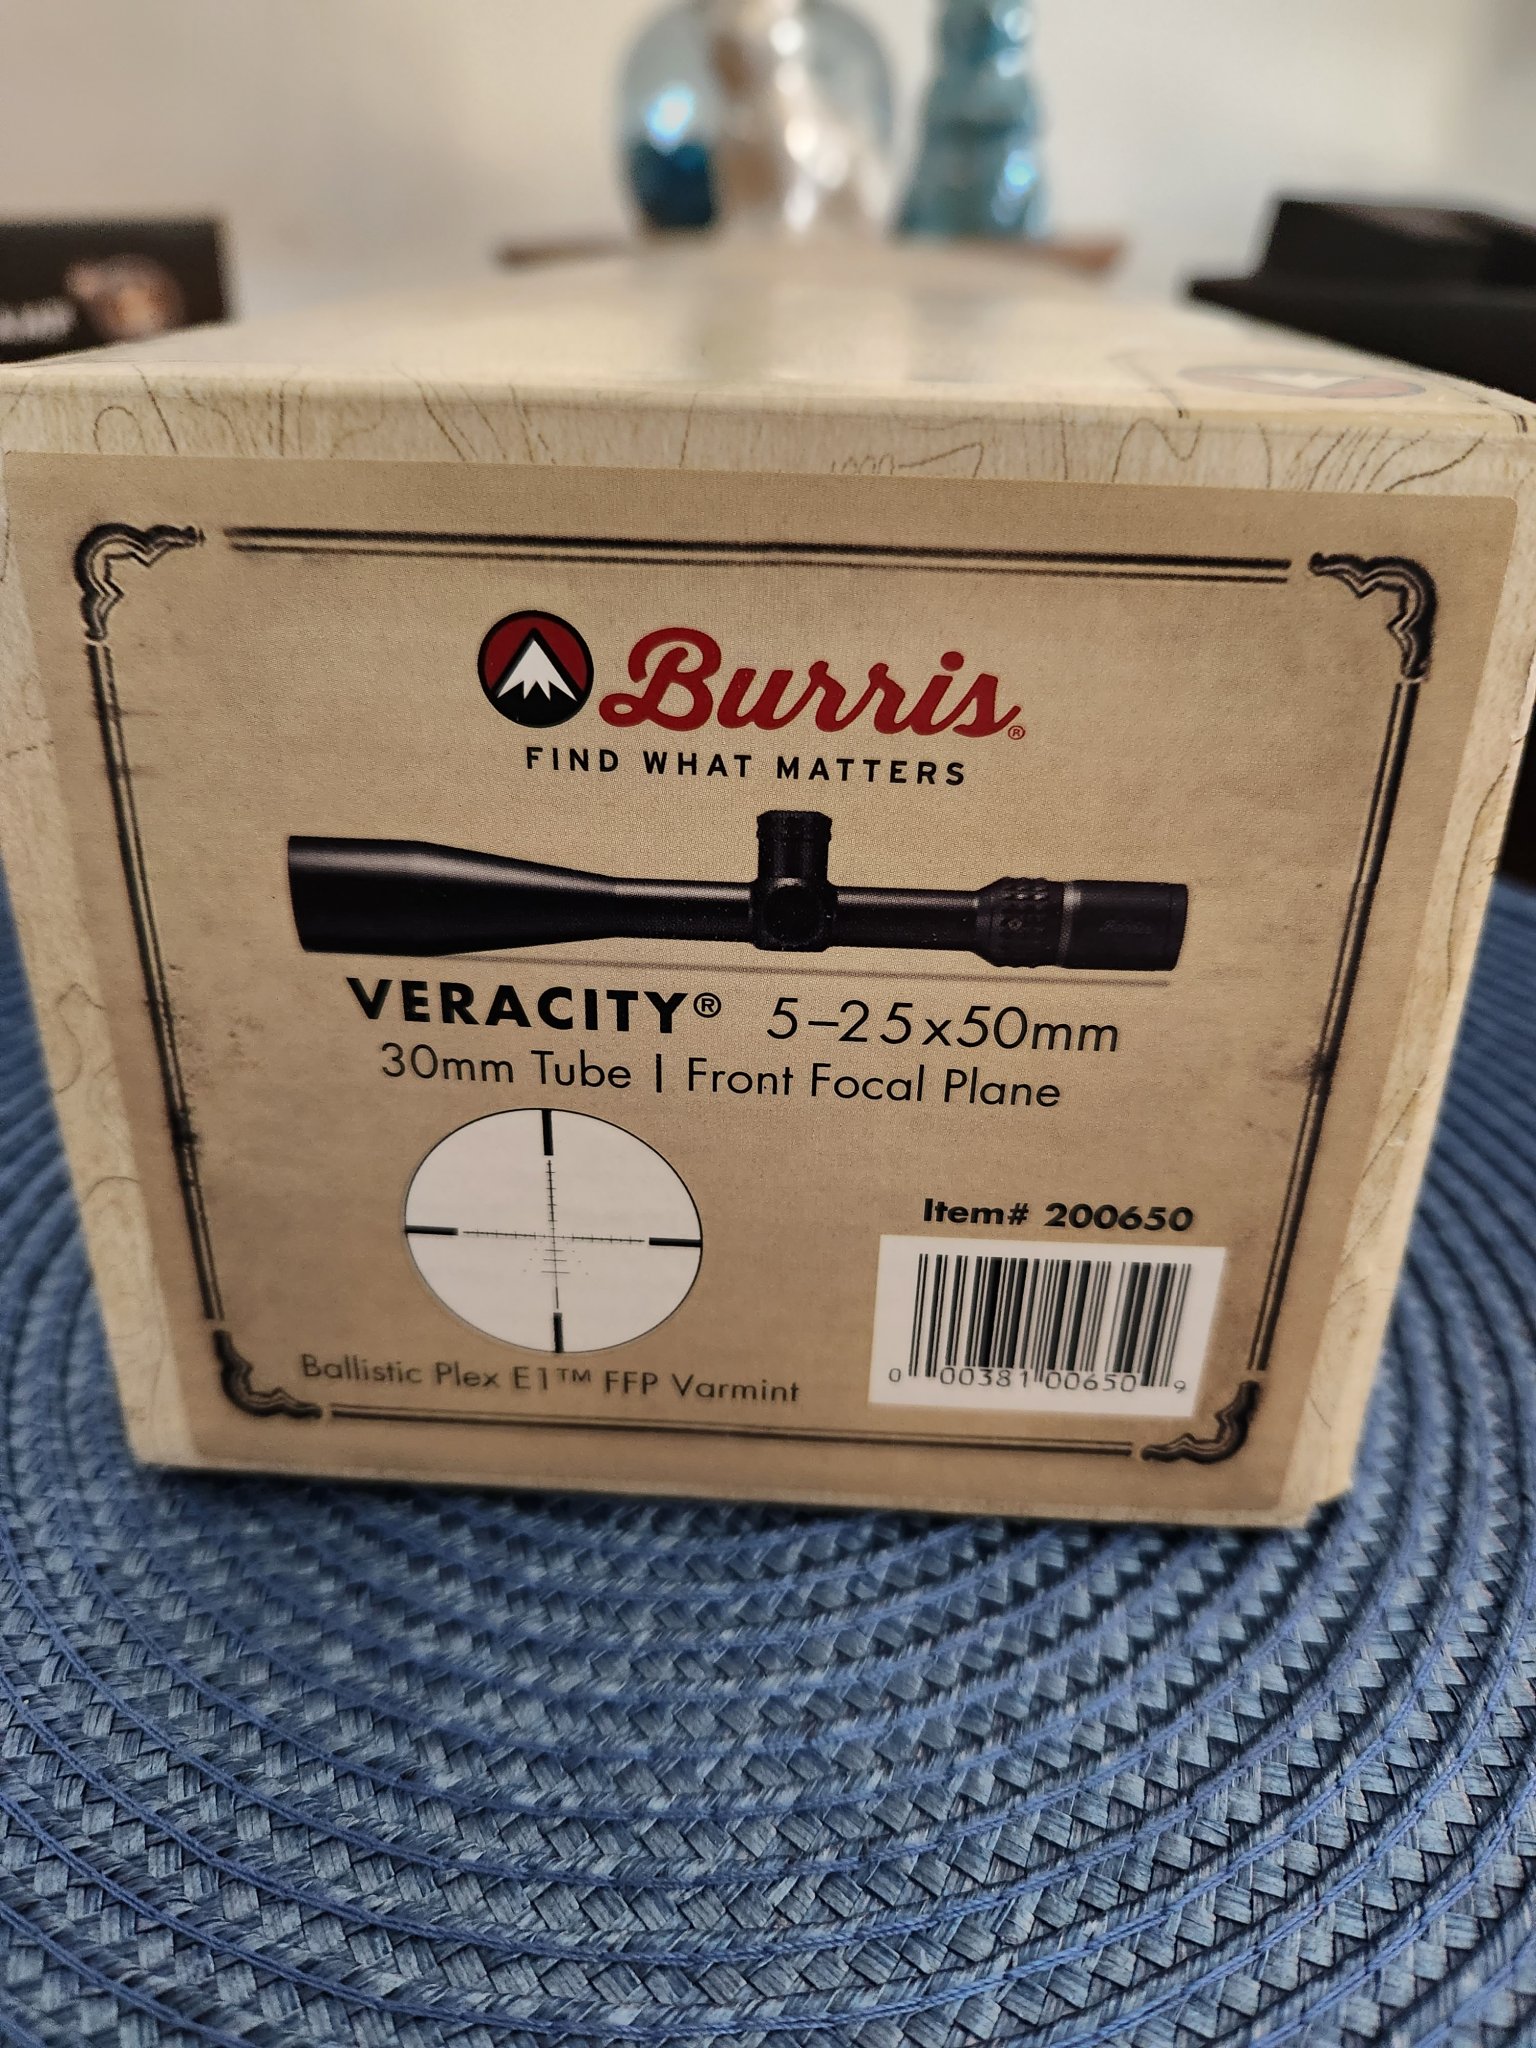 Burris®
FIND WHAT MATTERS
VERACITY® 5–25x50mm
30mm Tube | Front Focal Plane
Item# 200650
0 00381 00650 9
Ballistic Plex E1™ FFP Varmint